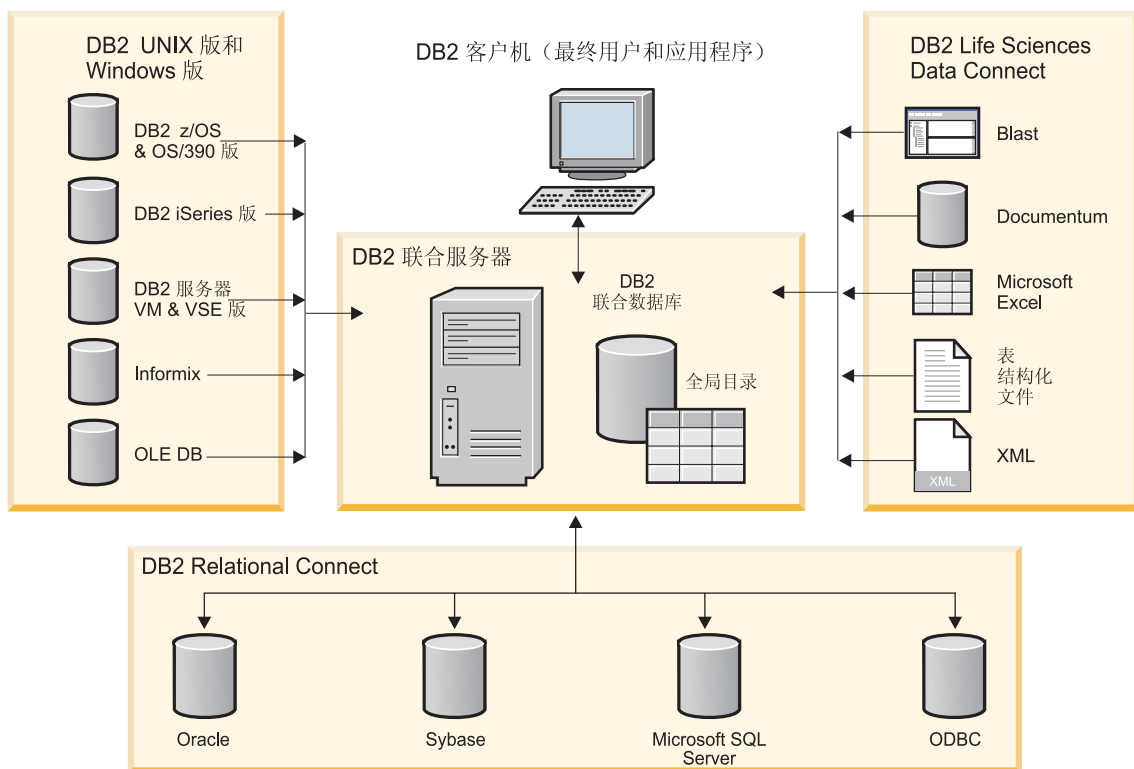 DB2 UNIX 版和
Windows 版
DB2 z/OS
& OS/390 版
DB2 iSeries 版
DB2 服务器
VM & VSE 版
Informix
OLE DB
DB2 客户机（最终用户和应用程序）
DB2 联合服务器
DB2
联合数据库
全局目录
DB2 Life Sciences
Data Connect
Blast
Documentum
Microsoft
Excel
表
结构化
文件
XML
XML
DB2 Relational Connect
Oracle
Sybase
Microsoft SQL
Server
ODBC